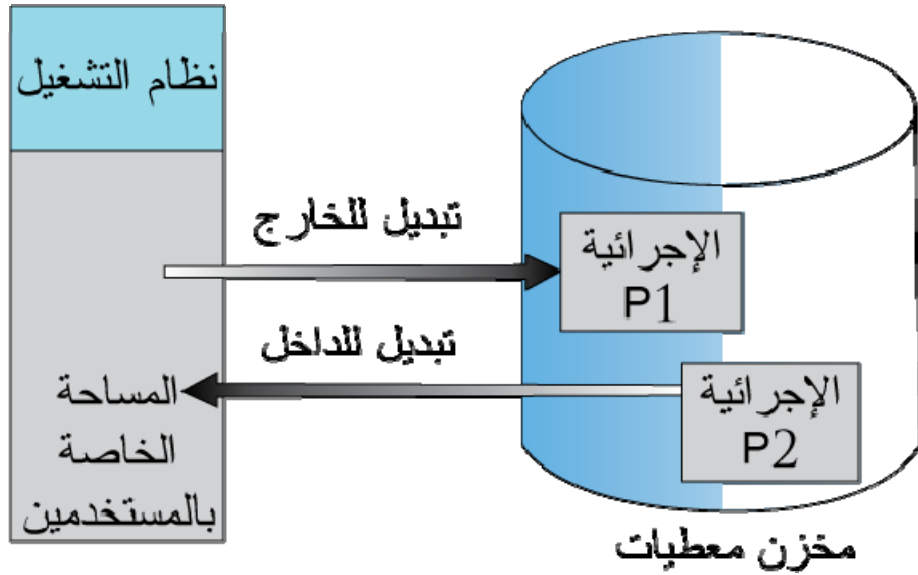 نظام التشغيل
تبديل للخارج
الإجرائية
P1
تبديل للداخل
الإجرائية
P2
المساحة
الخاصة
بالمستخدمين
مخزن معطيات